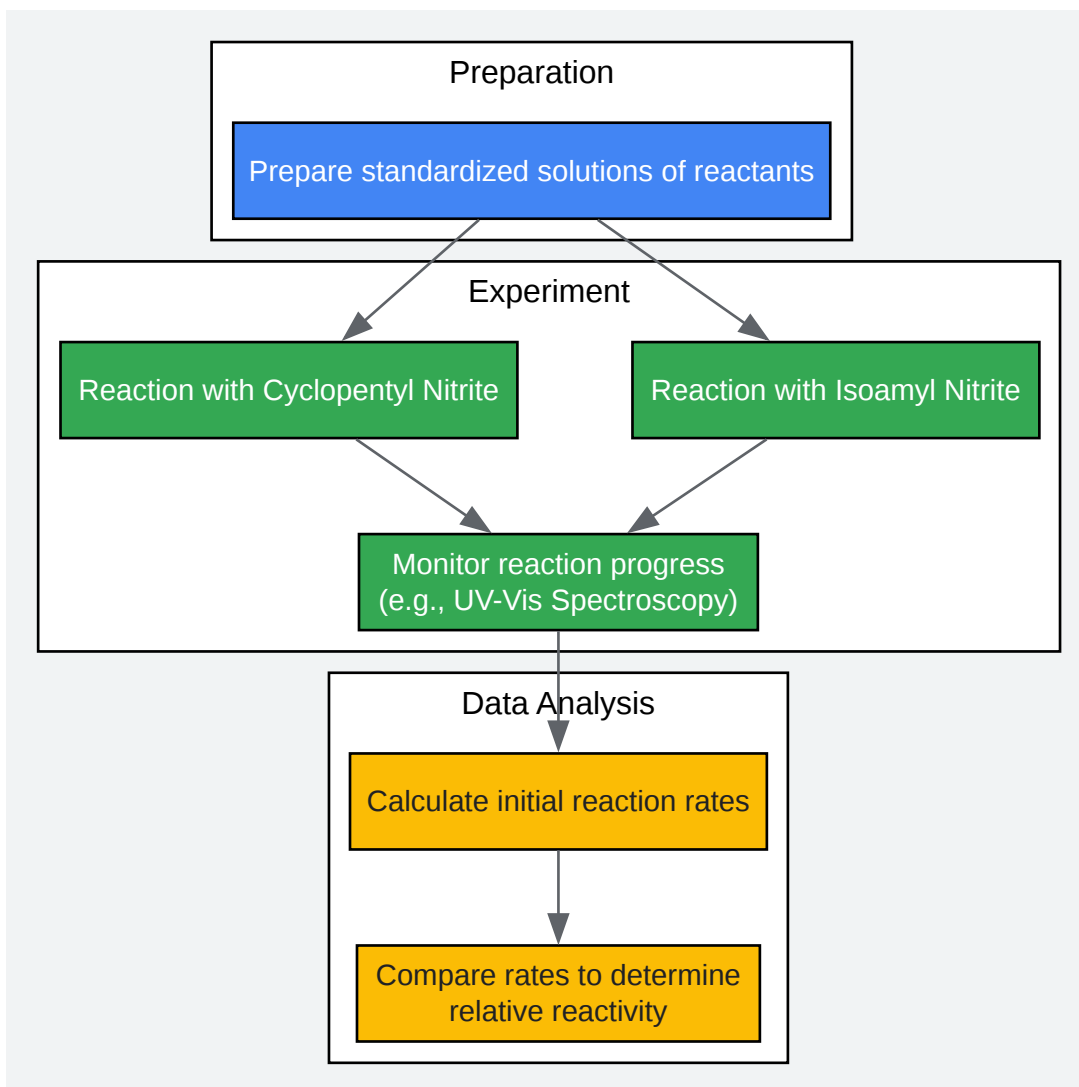 Preparation
Prepare standardized solutions of reactants
Experiment
Reaction with Cyclopentyl Nitrite
Reaction with Isoamyl Nitrite
Monitor reaction progress
(e.g., UV-Vis Spectroscopy)
Data Analysis
Calculate initial reaction rates
Compare rates to determine
relative reactivity